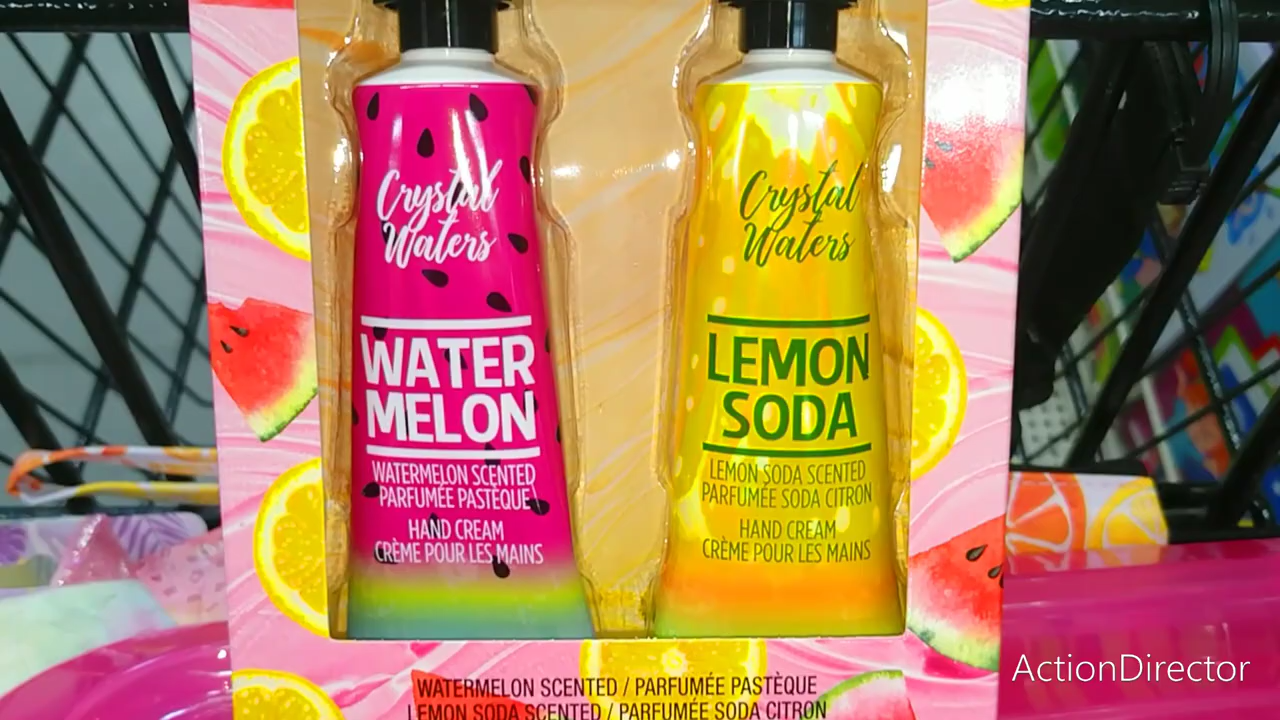 Crystal
Waters
WATER
MELON
WATERMELON SCENTED
PARFUMÉE PASTÈQUE
HAND CREAM
CRÈME POUR LES MAINS
Crystal
Waters
LEMON
SODA
LEMON SODA SCENTED
PARFUMÉE SODA CITRON
HAND CREAM
CRÈME POUR LES MAINS
WATERMELON SCENTED / PARFUMÉE PASTÈQUE
LEMON SODA SCENTED / PARFUMÉE SODA CITRON
ActionDirector